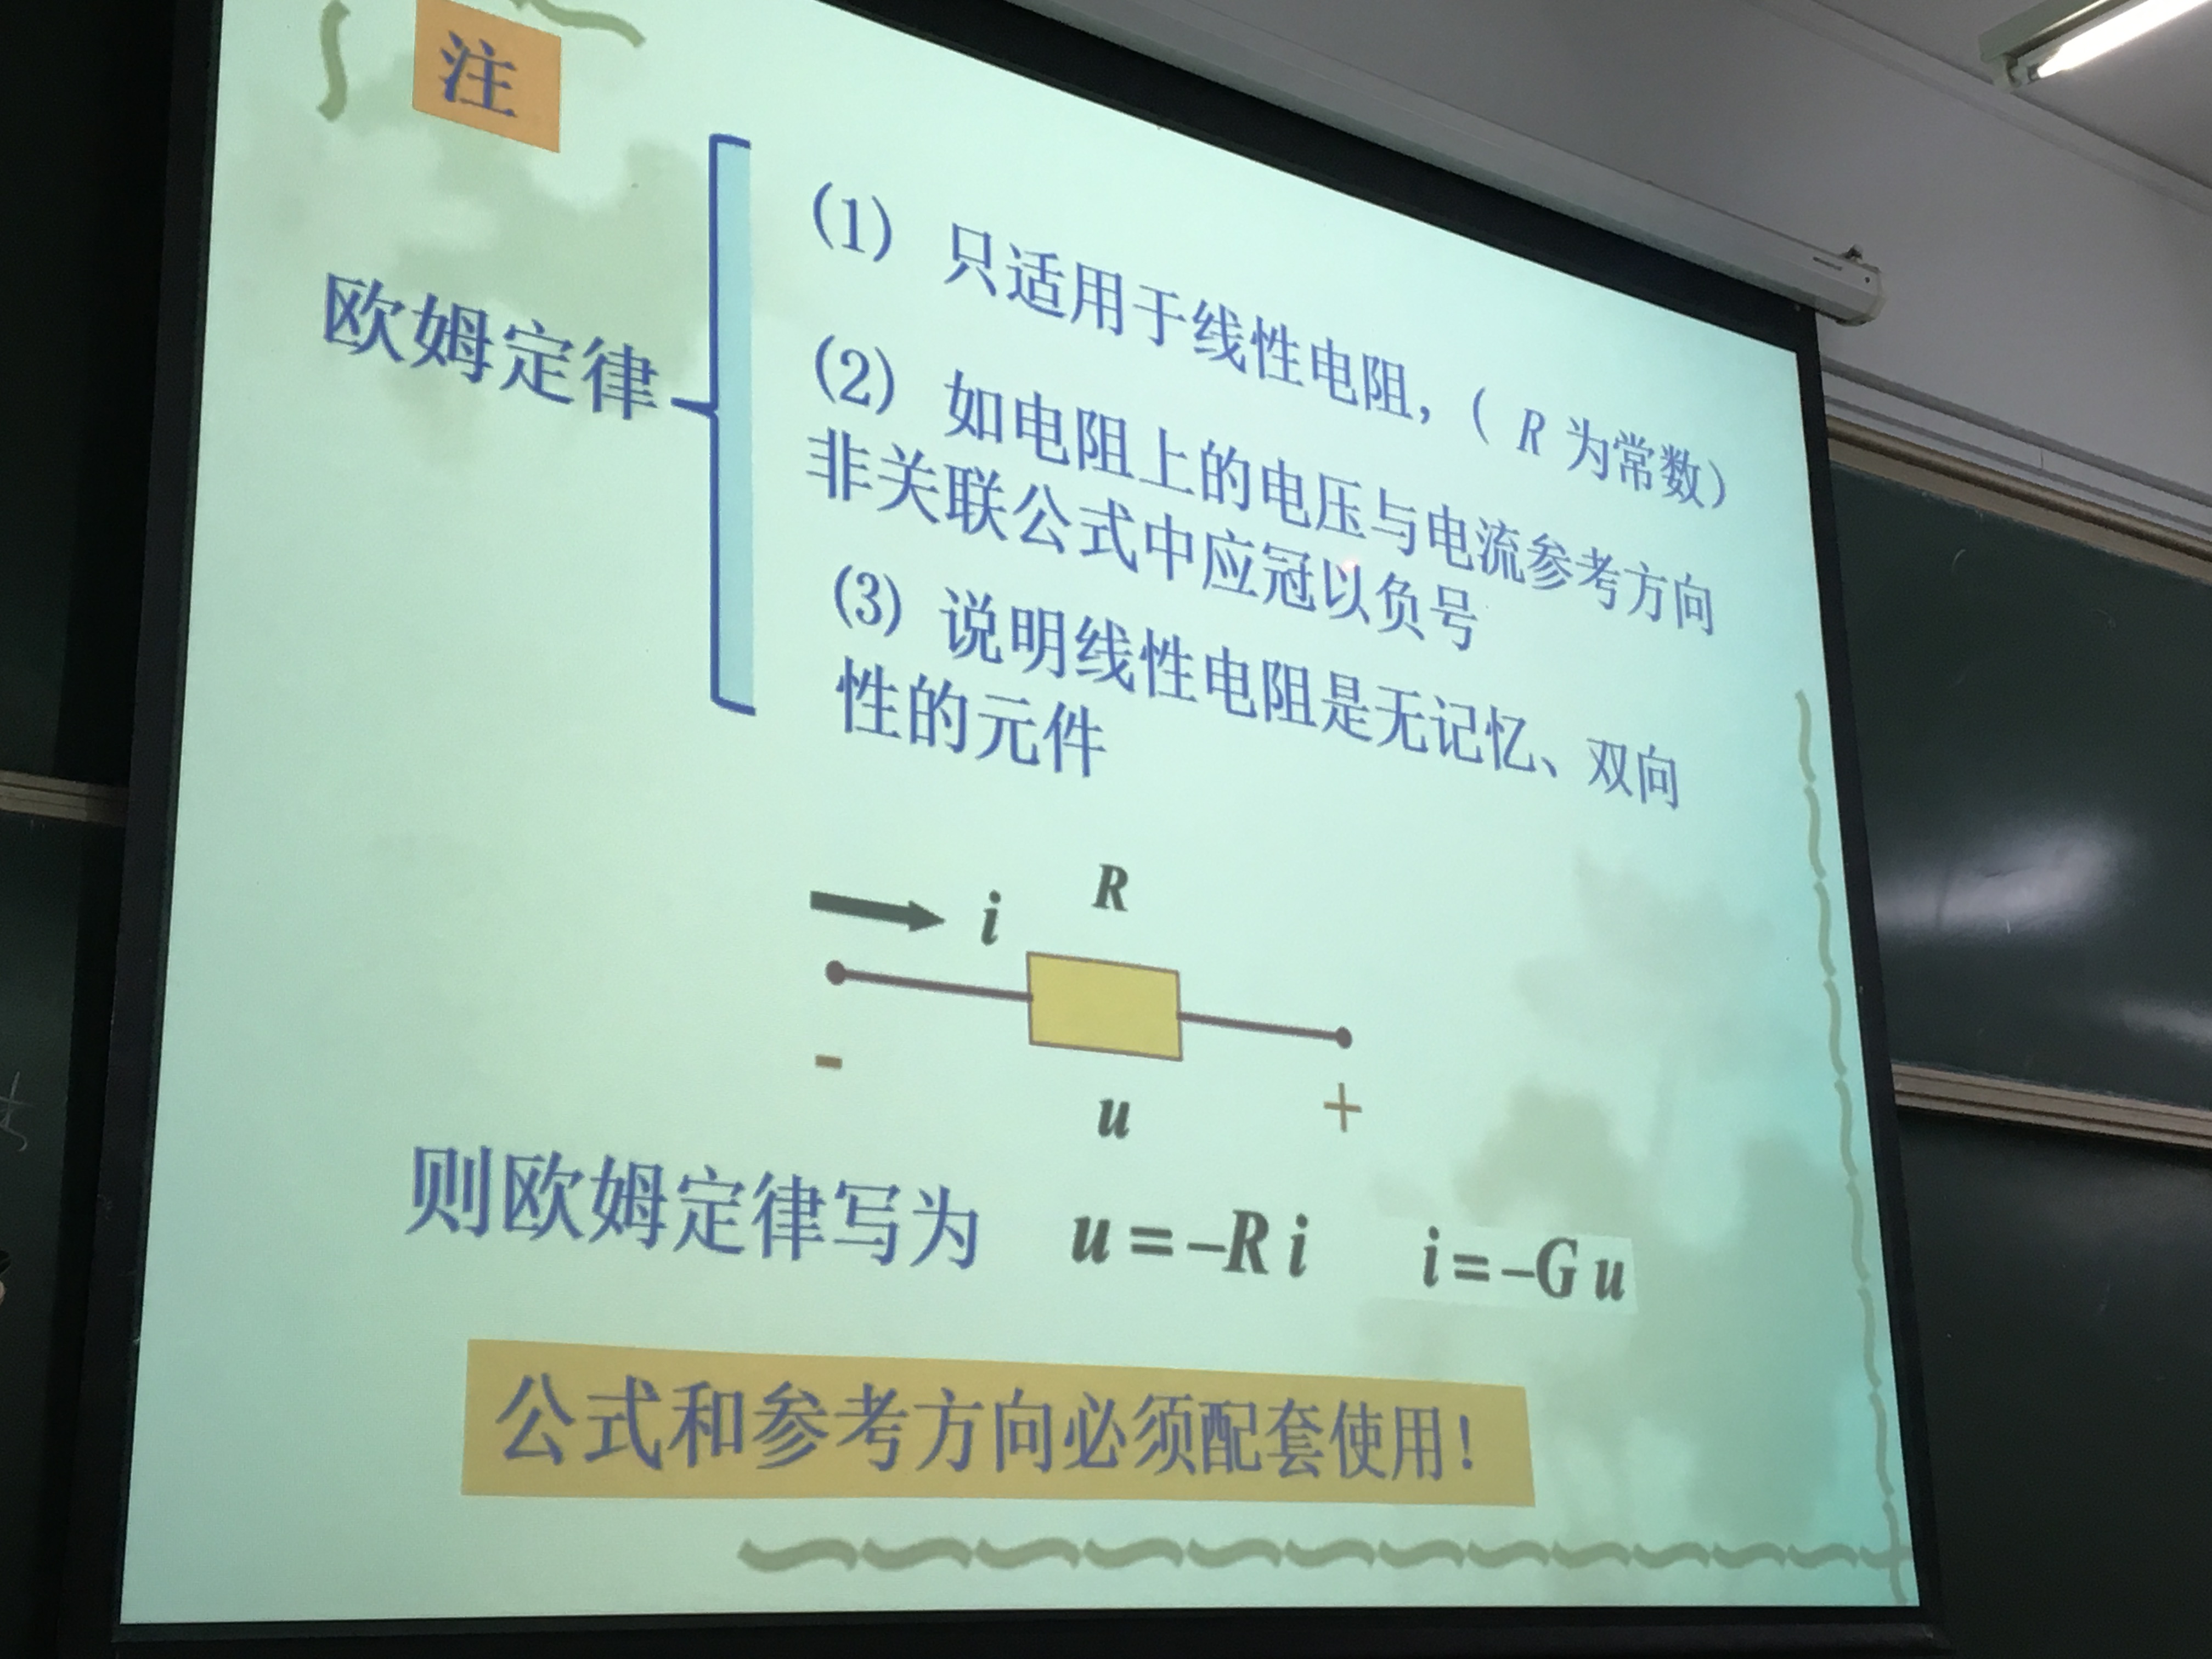 注
欧姆定律
(1) 只适用于线性电阻，( R 为常数)
(2) 如电阻上的电压与电流参考方向
非关联公式中应冠以负号
(3) 说明线性电阻是无记忆、双向
性的元件
i R
- u +
则欧姆定律写为 u = –R i i = –G u
公式和参考方向必须配套使用！